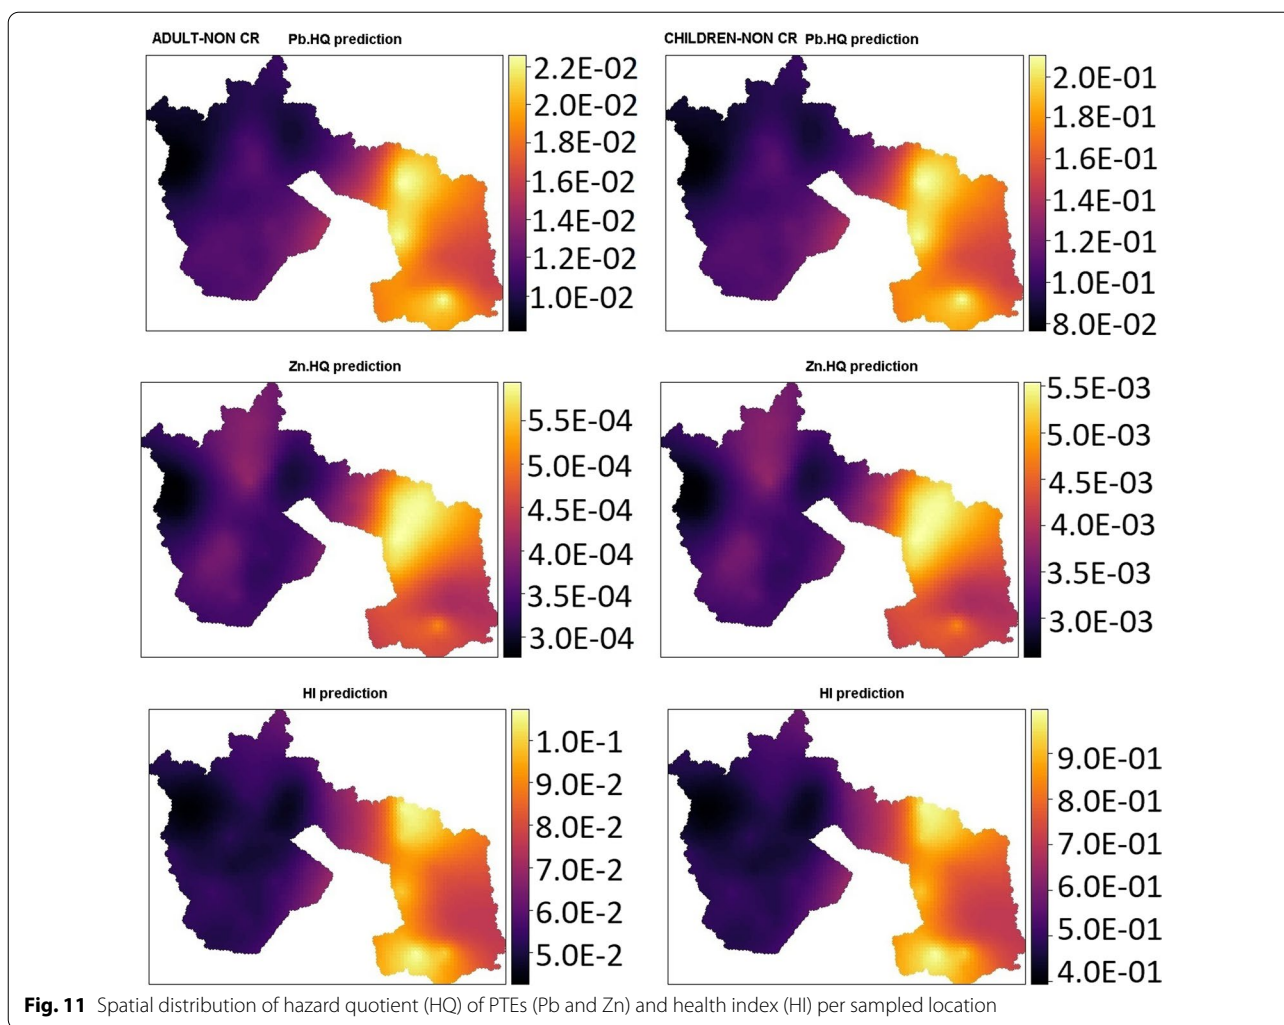 ADULT-NON CR Pb.HQ prediction
2.2E-02
2.0E-02
1.8E-02
1.6E-02
1.4E-02
1.2E-02
1.0E-02
CHILDREN-NON CR Pb.HQ prediction
2.0E-01
1.8E-01
1.6E-01
1.4E-01
1.2E-01
1.0E-01
8.0E-02
Zn.HQ prediction
5.5E-04
5.0E-04
4.5E-04
4.0E-04
3.5E-04
3.0E-04
Zn.HQ prediction
5.5E-03
5.0E-03
4.5E-03
4.0E-03
3.5E-03
3.0E-03
HI prediction
1.0E-1
9.0E-2
8.0E-2
7.0E-2
6.0E-2
5.0E-2
HI prediction
9.0E-01
8.0E-01
7.0E-01
6.0E-01
5.0E-01
4.0E-01
Fig. 11 Spatial distribution of hazard quotient (HQ) of PTEs (Pb and Zn) and health index (HI) per sampled location